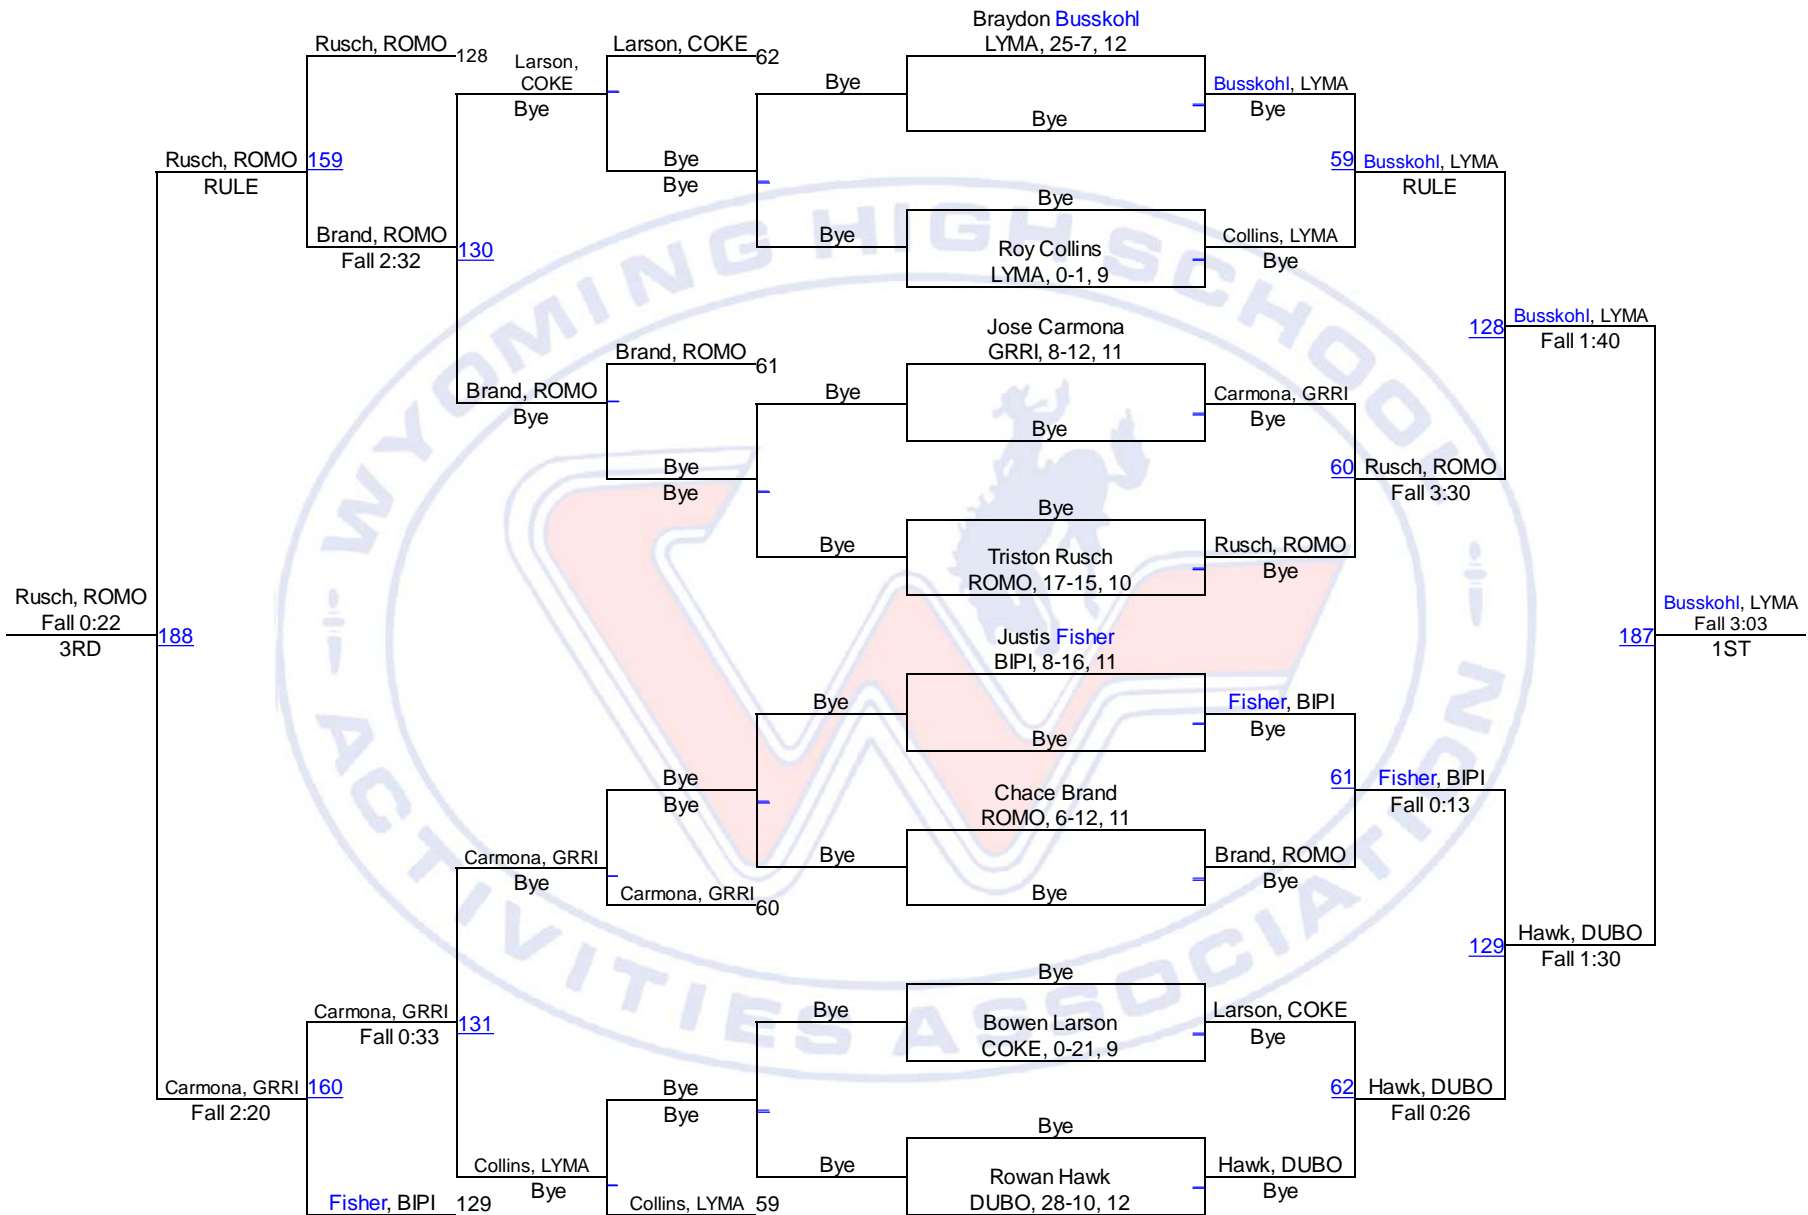 Rusch, ROMO
128
Larson,
COKE
Bye
Larson, COKE
62
Bye
Braydon Busskohl
LYMA, 25-7, 12
Bye
Busskohl, LYMA
Bye
Rusch, ROMO
RULE
159
Bye
Bye
59
Busskohl, LYMA
RULE
Brand, ROMO
Fall 2:32
130
Bye
Bye
Roy Collins
LYMA, 0-1, 9
Collins, LYMA
Bye
Brand, ROMO
61
Jose Carmona
GRRI, 8-12, 11
128
Busskohl, LYMA
Fall 1:40
Brand, ROMO
Bye
Bye
Bye
Carmona, GRRI
Bye
Bye
Bye
60
Rusch, ROMO
Fall 3:30
Bye
Bye
Triston Rusch
ROMO, 17-15, 10
Rusch, ROMO
Bye
Rusch, ROMO
Fall 0:22
3RD
188
Justis Fisher
BIPI, 8-16, 11
187
Busskohl, LYMA
Fall 3:03
1ST
Bye
Bye
Fisher, BIPI
Bye
Bye
Bye
Chace Brand
ROMO, 6-12, 11
61
Fisher, BIPI
Fall 0:13
Carmona, GRRI
Bye
Carmona, GRRI
60
Bye
Bye
Brand, ROMO
Bye
129
Hawk, DUBO
Fall 1:30
Carmona, GRRI
Fall 0:33
131
Bye
Bye
Bowen Larson
COKE, 0-21, 9
Larson, COKE
Bye
Carmona, GRRI
Fall 2:20
160
Bye
Bye
62
Hawk, DUBO
Fall 0:26
Fisher, BIPI
129
Collins, LYMA
Bye
Collins, LYMA
59
Bye
Bye
Rowan Hawk
DUBO, 28-10, 12
Hawk, DUBO
Bye
WYOMING HIGH SCHOOL
ACTIVITIES ASSOCIATION